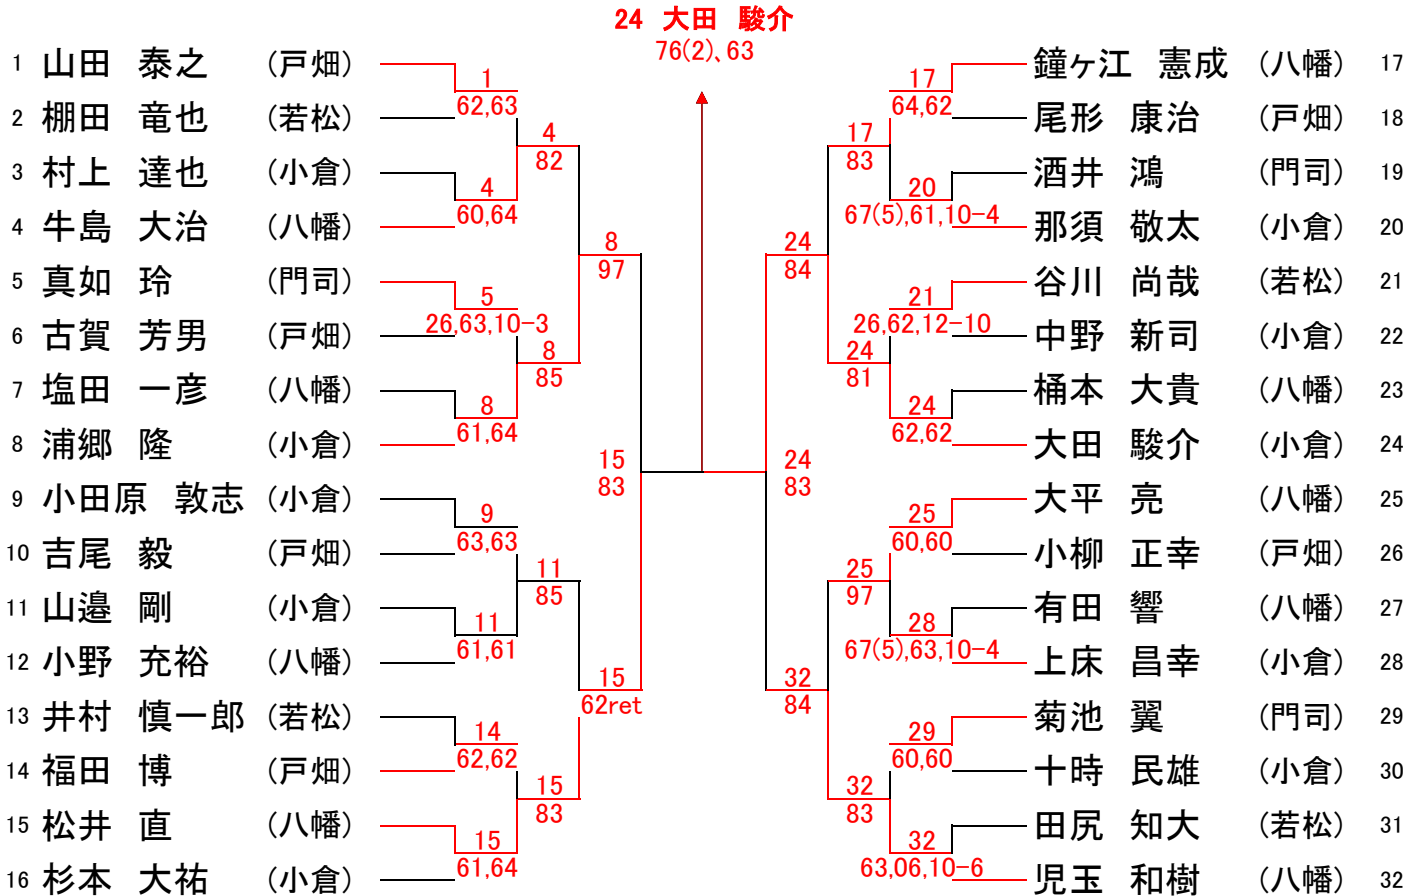 24 大田 駿介
76(2)、63
1 山田 泰之 (戸畑)
2 棚田 竜也 (若松)
3 村上 達也 (小倉)
4 牛島 大治 (八幡)
5 真如 玲 (門司)
6 古賀 芳男 (戸畑)
7 塩田 一彦 (八幡)
8 浦郷 隆 (小倉)
9 小田原 敦志 (小倉)
10 吉尾 毅 (戸畑)
11 山邉 剛 (小倉)
12 小野 充裕 (八幡)
13 井村 慎一郎 (若松)
14 福田 博 (戸畑)
15 松井 直 (八幡)
16 杉本 大祐 (小倉)
1
62,63
4
60,64
5
26,63,10-3
8
61,64
9
63,63
11
61,61
14
62,62
15
61,64
4
82
8
85
11
85
15
83
8
97
15
62ret
15
83
24
83
24
84
32
84
17
83
24
81
25
97
32
83
17
64,62
20
67(5),61,10-4
21
26,62,12-10
24
62,62
25
60,60
28
67(5),63,10-4
29
60,60
32
63,06,10-6
鐘ヶ江 憲成 (八幡) 17
尾形 康治 (戸畑) 18
酒井 鴻 (門司) 19
那須 敬太 (小倉) 20
谷川 尚哉 (若松) 21
中野 新司 (小倉) 22
桶本 大貴 (八幡) 23
大田 駿介 (小倉) 24
大平 亮 (八幡) 25
小柳 正幸 (戸畑) 26
有田 響 (八幡) 27
上床 昌幸 (小倉) 28
菊池 翼 (門司) 29
十時 民雄 (小倉) 30
田尻 知大 (若松) 31
児玉 和樹 (八幡) 32